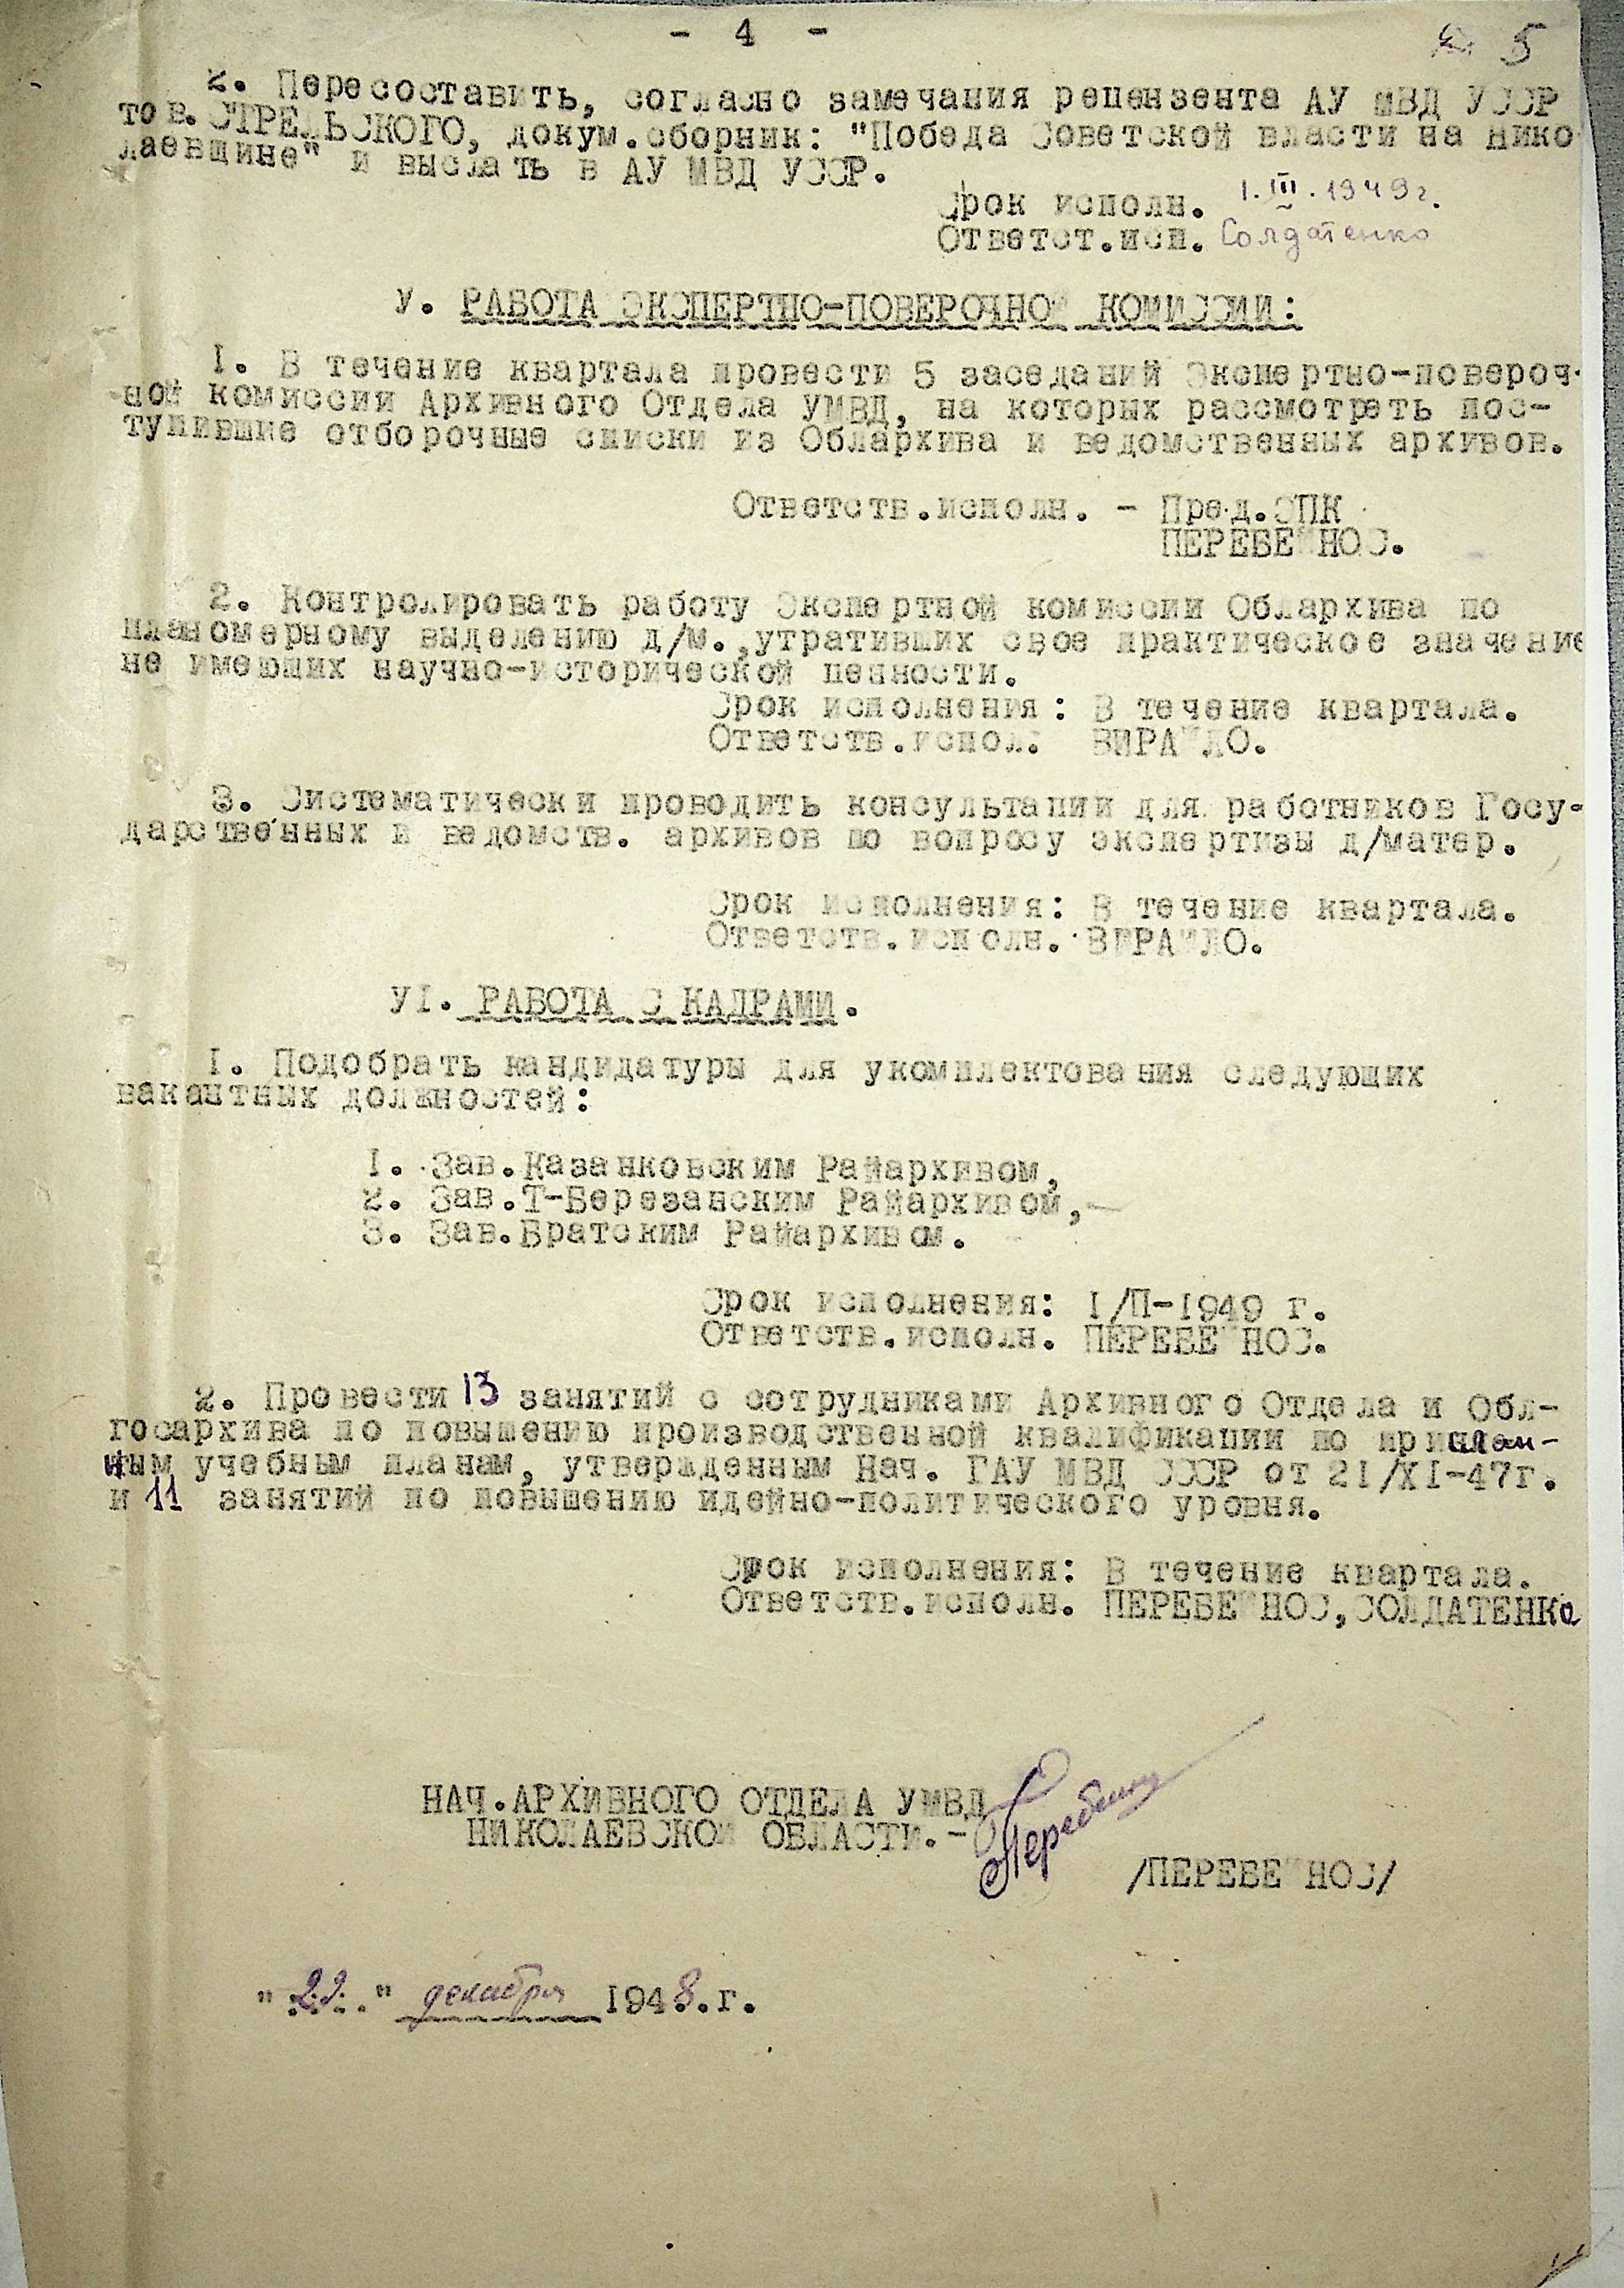 - 4 -
5
2. Пересоставить, согласно замечания рецензента АУ МВД УССР
тов. СТРЕЛЬСКОГО, докум.сборник: "Победа Советской власти на Нико-
лаевщине" и выслать в АУ МВД УССР.
Срок исполн. 1.III.1949г.
Ответст.исп. Солдатенко
У. РАБОТА ЭКСПЕРТНО-ПОВЕРОЧНОЙ КОМИССИИ:
I. В течение квартала провести 5 заседаний Экспертно-повероч-
ной комиссии Архивного Отдела УМВД, на которых рассмотреть пос-
тупившие отборочные списки из Облархива и ведомственных архивов.
Ответств.исполн. - Пред.ЭПК
ПЕРЕБЕЙНОС.
2. Контролировать работу Экспертной комиссии Облархива по
планомерному выделению д/м.,утративших свое практическое значение
не имеющих научно-исторической ценности.
Срок исполнения: В течение квартала.
Ответств.испол. ВИРАЙЛО.
3. Систематически проводить консультации для работников Госу-
дарственных и ведомств. архивов по вопросу экспертизы д/матер.
Срок исполнения: В течение квартала.
Ответств.исполн. ВИРАЙЛО.
УI. РАБОТА С КАДРАМИ.
I. Подобрать кандидатуры для укомплектования следующих
вакантных должностей:
I. Зав.Казанковским Райархивом,
2. Зав.Т-Березанским Райархивом,-
3. Зав.Братским Райархивом.
Срок исполнения: I/П-1949 г.
Ответств.исполн. ПЕРЕБЕЙНОС.
2. Провести 13 занятий с сотрудниками Архивного Отдела и Обл-
госархива по повышению производственной квалификации по прислан-
ным учебным планам, утвержденным Нач. ГАУ МВД СССР от 2I/XI-47г.
и 11 занятий по повышению идейно-политического уровня.
Срок исполнения: В течение квартала.
Ответств.исполн. ПЕРЕБЕЙНОС,СОЛДАТЕНКО
НАЧ.АРХИВНОГО ОТДЕЛА УМВД
НИКОЛАЕВСКОЙ ОБЛАСТИ.-
/ПЕРЕБЕЙНОС/
"29." декабря 1948.г.